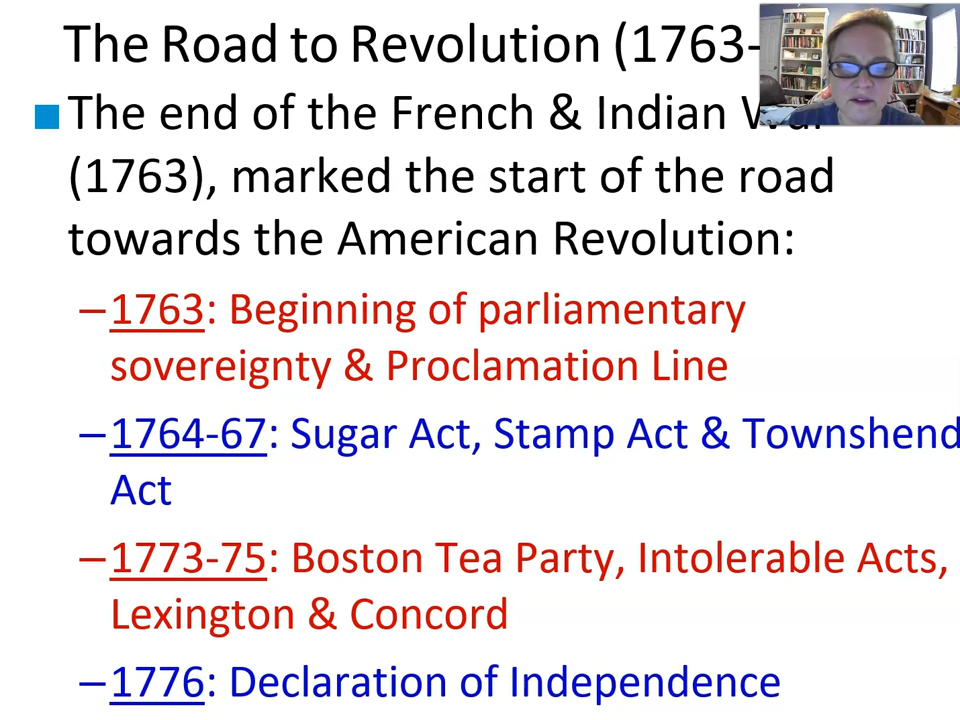 The Road to Revolution (1763-
■The end of the French & Indian
(1763), marked the start of the road
towards the American Revolution:
–1763: Beginning of parliamentary
sovereignty & Proclamation Line
–1764-67: Sugar Act, Stamp Act & Townshend
Act
–1773-75: Boston Tea Party, Intolerable Acts,
Lexington & Concord
–1776: Declaration of Independence